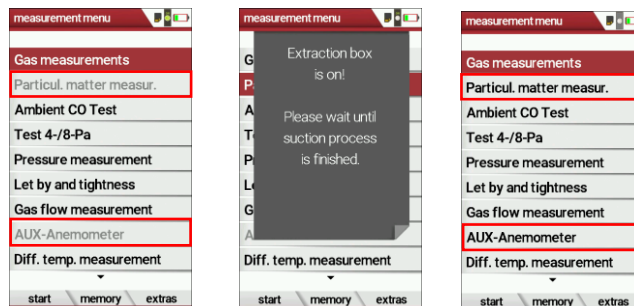 measurement menu
Gas measurements
Particul. matter measur.
Ambient CO Test
Test 4-/8-Pa
Pressure measurement
Let by and tightness
Gas flow measurement
AUX-Anemometer
Diff. temp. measurement
start memory extras
measurement menu
Extraction box
is on!
Please wait until
suction process
is finished.
G
P
A
T
P
L
G
A
Diff. temp. measurement
start memory extras
measurement menu
Gas measurements
Particul. matter measur.
Ambient CO Test
Test 4-/8-Pa
Pressure measurement
Let by and tightness
Gas flow measurement
AUX-Anemometer
Diff. temp. measurement
start memory extras